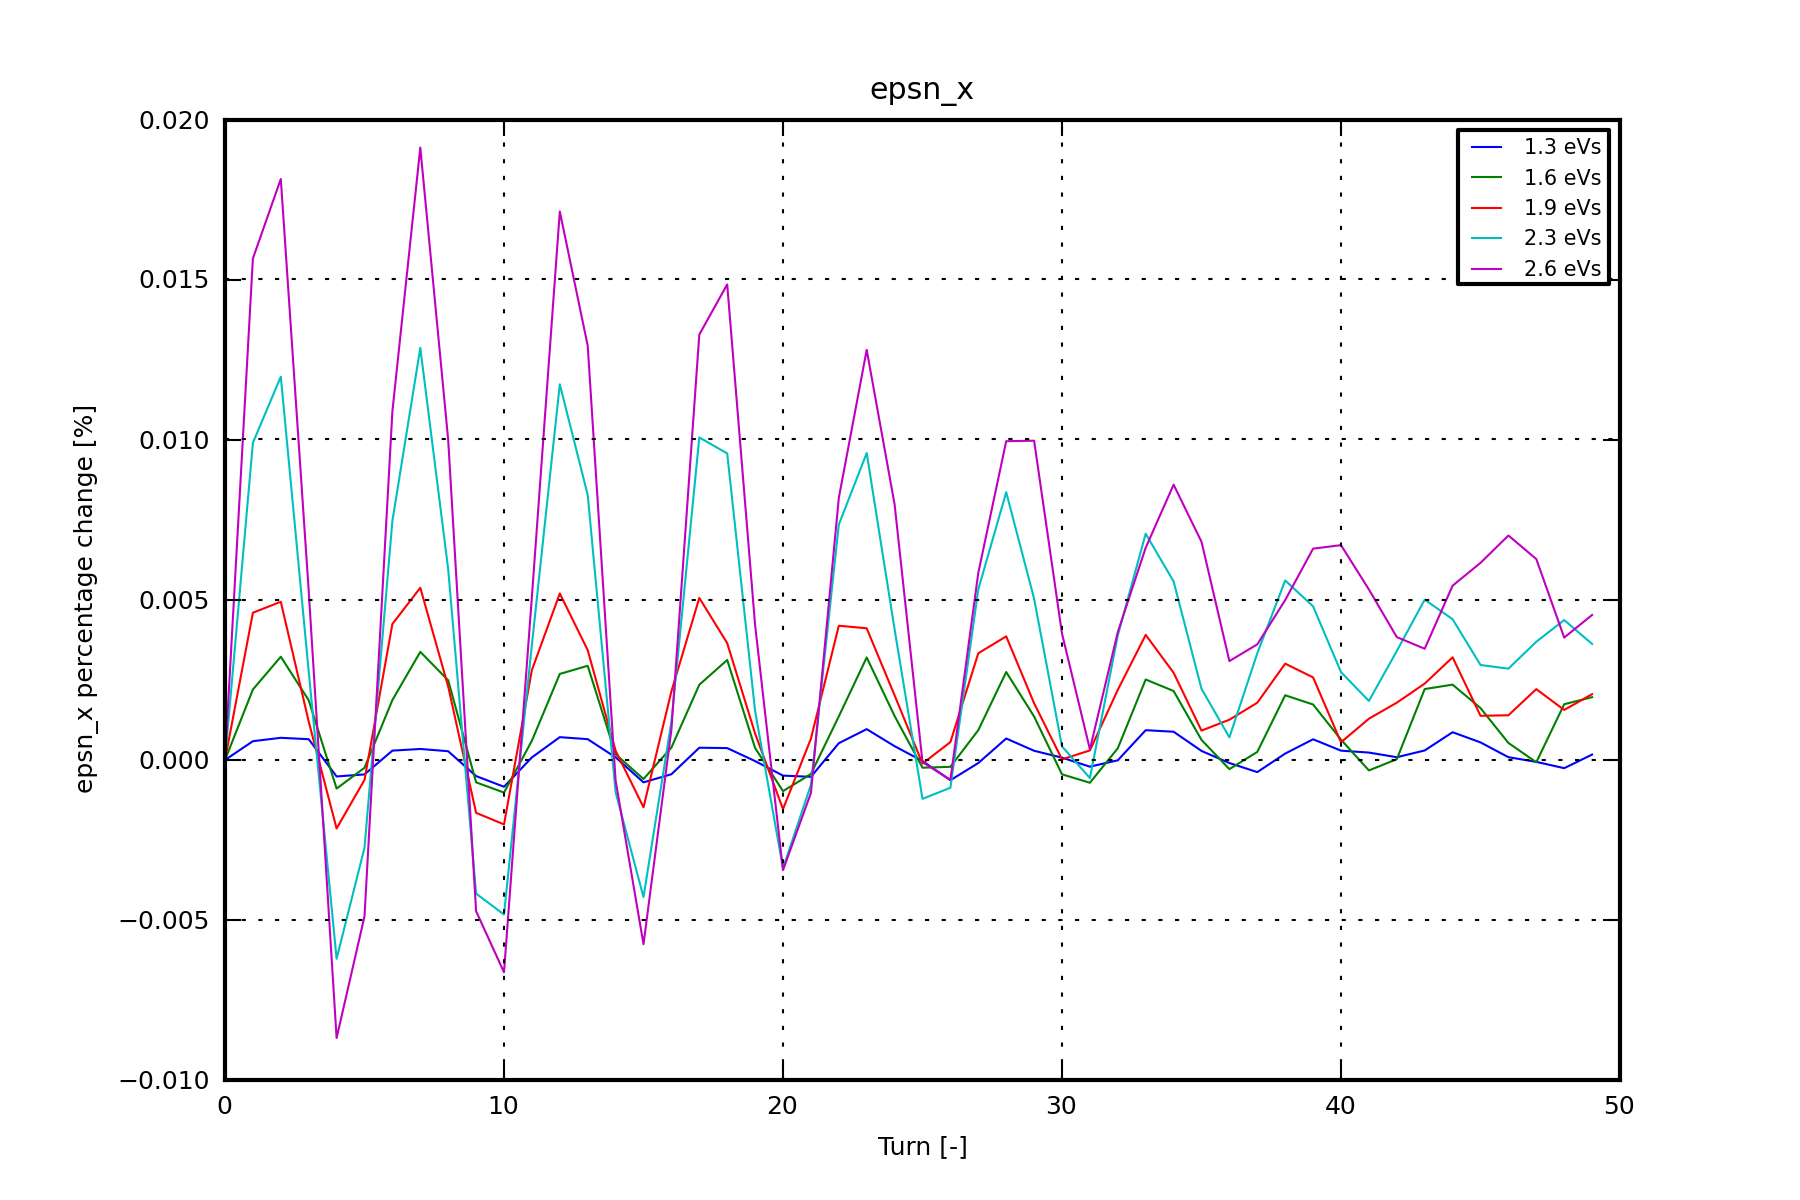 epsn_x
0.020
0.015
0.010
0.005
0.000
−0.005
−0.010
epsn_x percentage change [%]
1.3 eVs
1.6 eVs
1.9 eVs
2.3 eVs
2.6 eVs
0 10 20 30 40 50
Turn [-]